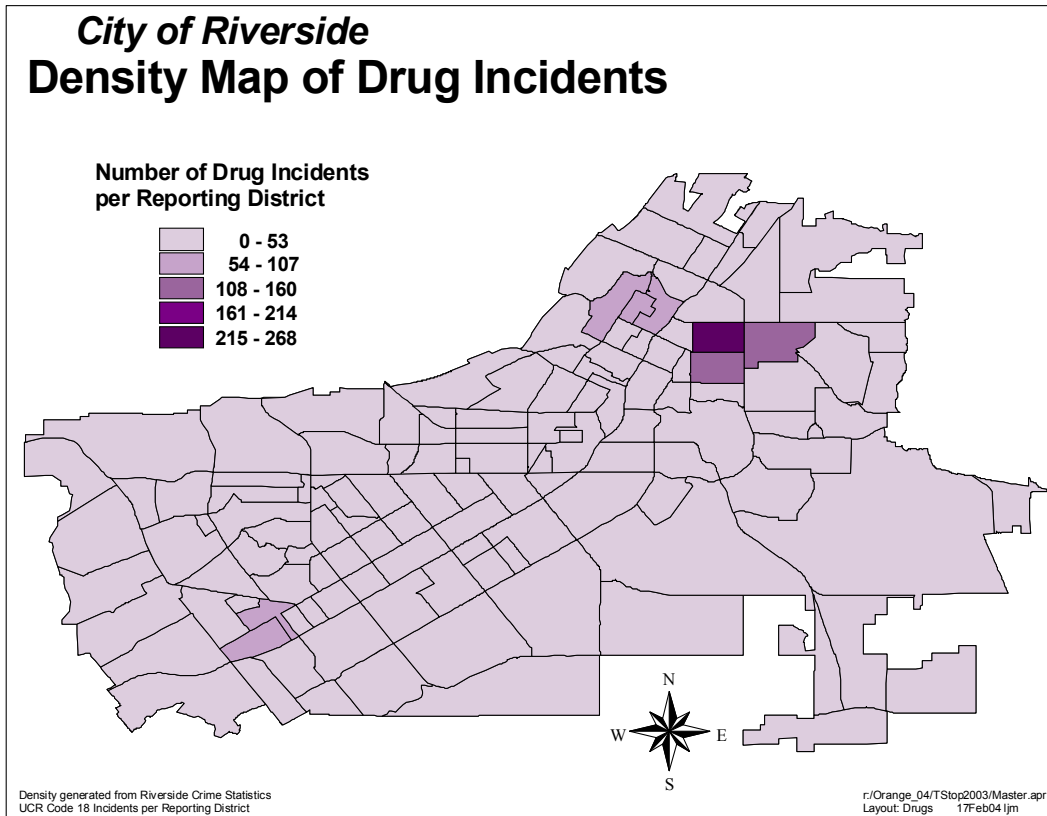 City of Riverside
Density Map of Drug Incidents
Number of Drug Incidents
per Reporting District
0 - 53
54 - 107
108 - 160
161 - 214
215 - 268
N
W E
S
Density generated from Riverside Crime Statistics
UCR Code 18 Incidents per Reporting District
r:/Orange_04/TStop2003/Master.apr
Layout: Drugs 17Feb04 ljm